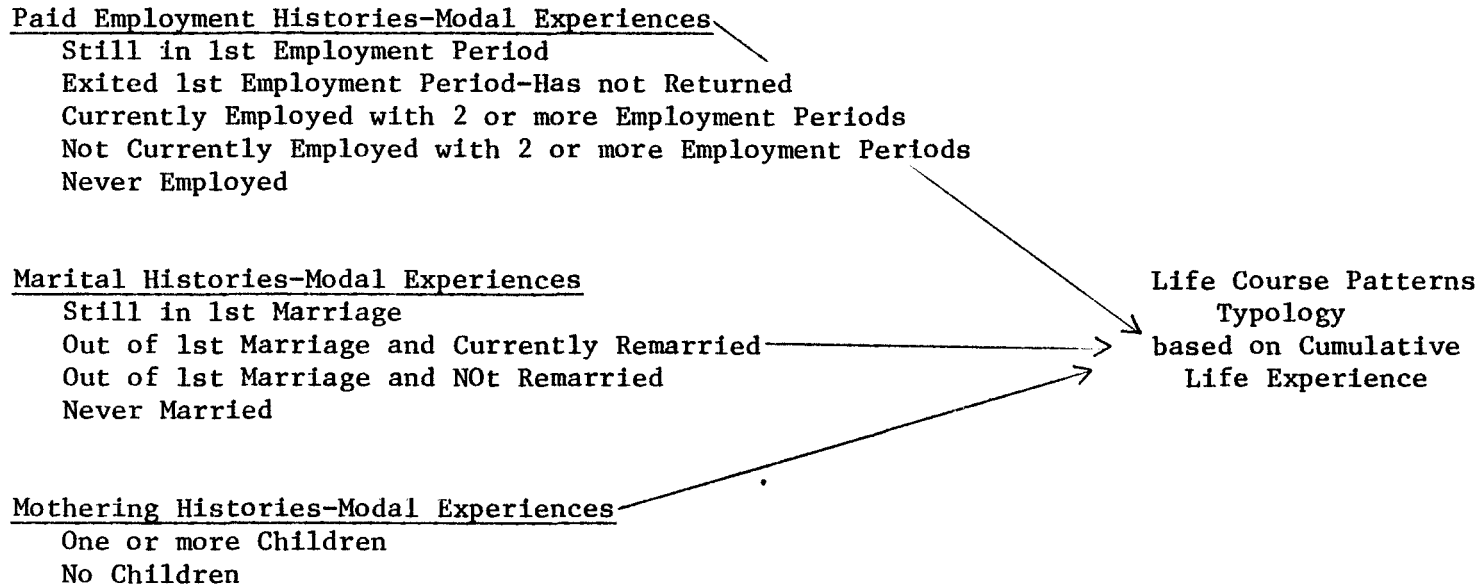 Paid Employment Histories-Modal Experiences
Still in 1st Employment Period
Exited 1st Employment Period-Has not Returned
Currently Employed with 2 or more Employment Periods
Not Currently Employed with 2 or more Employment Periods
Never Employed
Marital Histories-Modal Experiences
Still in 1st Marriage
Out of 1st Marriage and Currently Remarried
Out of 1st Marriage and NOt Remarried
Never Married
Life Course Patterns
Typology
based on Cumulative
Life Experience
Mothering Histories-Modal Experiences
One or more Children
No Children